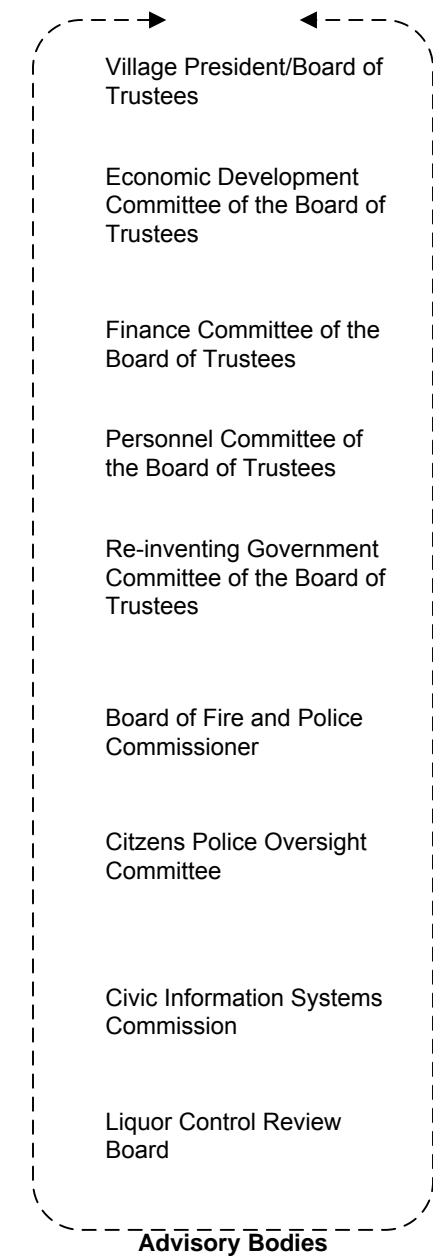 Village President/Board of
Trustees
Economic Development
Committee of the Board of
Trustees
Finance Committee of the
Board of Trustees
Personnel Committee of
the Board of Trustees
Re-inventing Government
Committee of the Board of
Trustees
Board of Fire and Police
Commissioner
Citzens Police Oversight
Committee
Civic Information Systems
Commission
Liquor Control Review
Board
Advisory Bodies